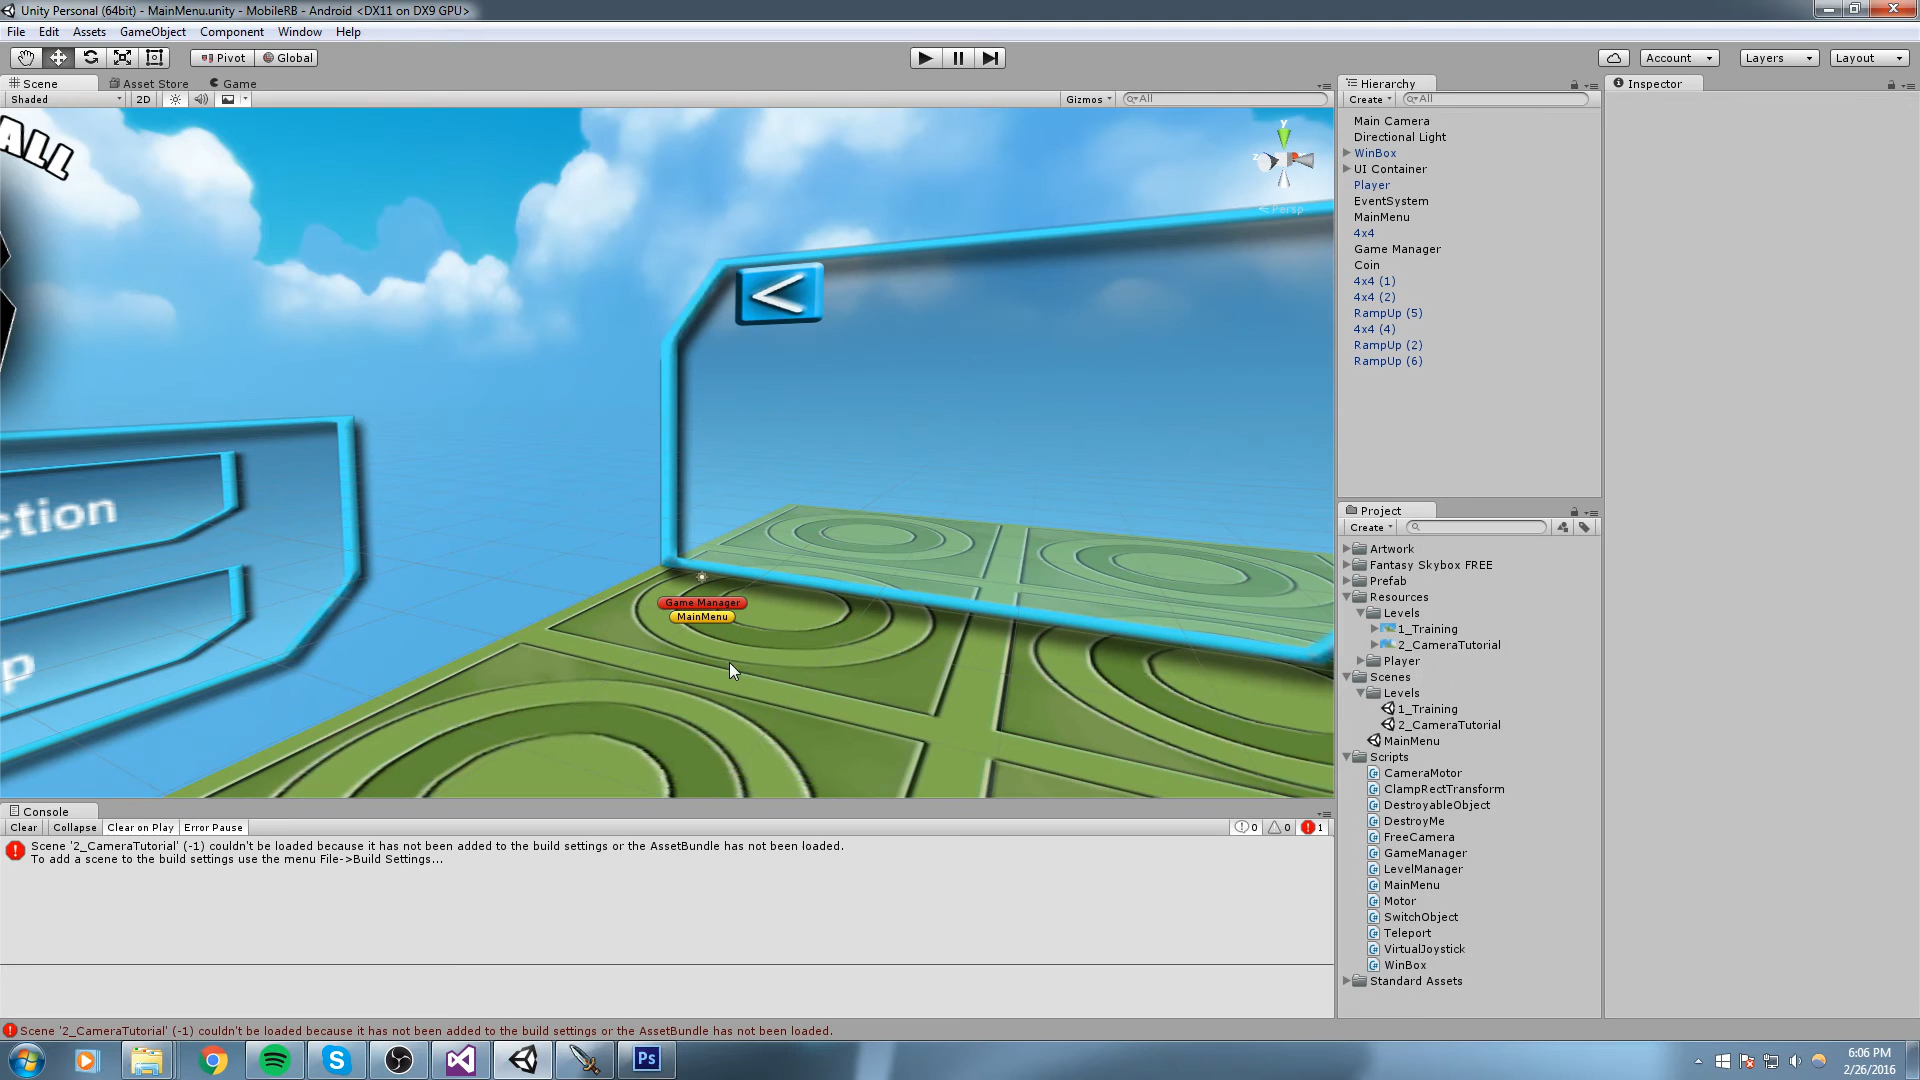 Unity Personal (64bit) - MainMenu.unity - MobileRB - Android <DX11 on DX9 GPU>
File Edit Assets GameObject Component Window Help
Pivot Global
Account Layers Layout
Scene Asset Store Game
Shaded 2D Gizmos All
ALL
y
z
Persp
<
ction
p
Game Manager
MainMenu
Hierarchy
Create All
Main Camera
Directional Light
WinBox
UI Container
Player
EventSystem
MainMenu
4x4
Game Manager
Coin
4x4 (1)
4x4 (2)
RampUp (5)
4x4 (4)
RampUp (2)
RampUp (6)
Inspector
Project
Create
Artwork
Fantasy Skybox FREE
Prefab
Resources
Levels
1_Training
2_CameraTutorial
Player
Scenes
Levels
1_Training
2_CameraTutorial
MainMenu
Scripts
CameraMotor
ClampRectTransform
DestroyableObject
DestroyMe
FreeCamera
GameManager
LevelManager
MainMenu
Motor
SwitchObject
Teleport
VirtualJoystick
WinBox
Standard Assets
Console
Clear Collapse Clear on Play Error Pause 0 0 1
Scene '2_CameraTutorial' (-1) couldn't be loaded because it has not been added to the build settings or the AssetBundle has not been loaded.
To add a scene to the build settings use the menu File->Build Settings...
Scene '2_CameraTutorial' (-1) couldn't be loaded because it has not been added to the build settings or the AssetBundle has not been loaded.
Ps
6:06 PM
2/26/2016